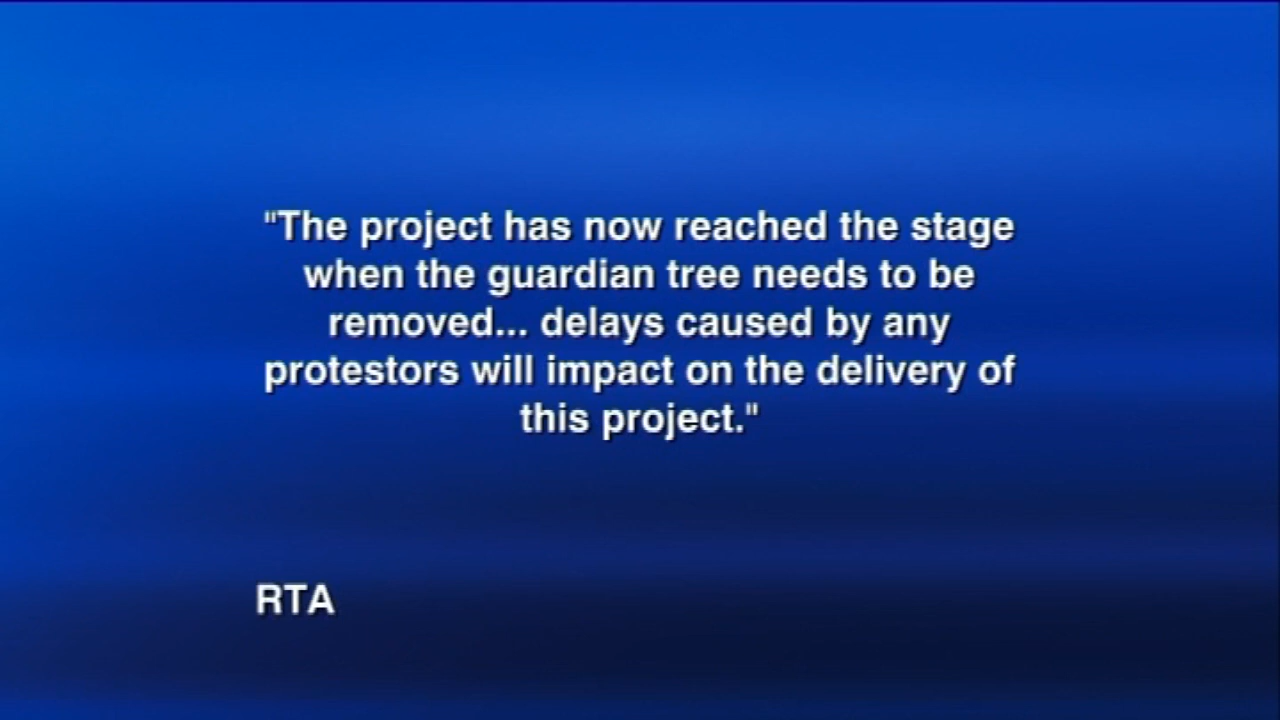 "The project has now reached the stage
when the guardian tree needs to be
removed... delays caused by any
protestors will impact on the delivery of
this project."
RTA